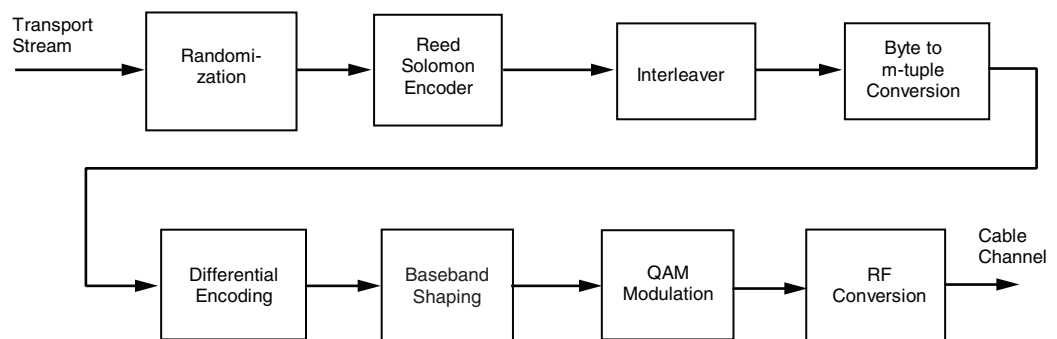 Transport
Stream
Randomi-
zation
Reed
Solomon
Encoder
Interleaver
Byte to
m-tuple
Conversion
Differential
Encoding
Baseband
Shaping
QAM
Modulation
RF
Conversion
Cable
Channel